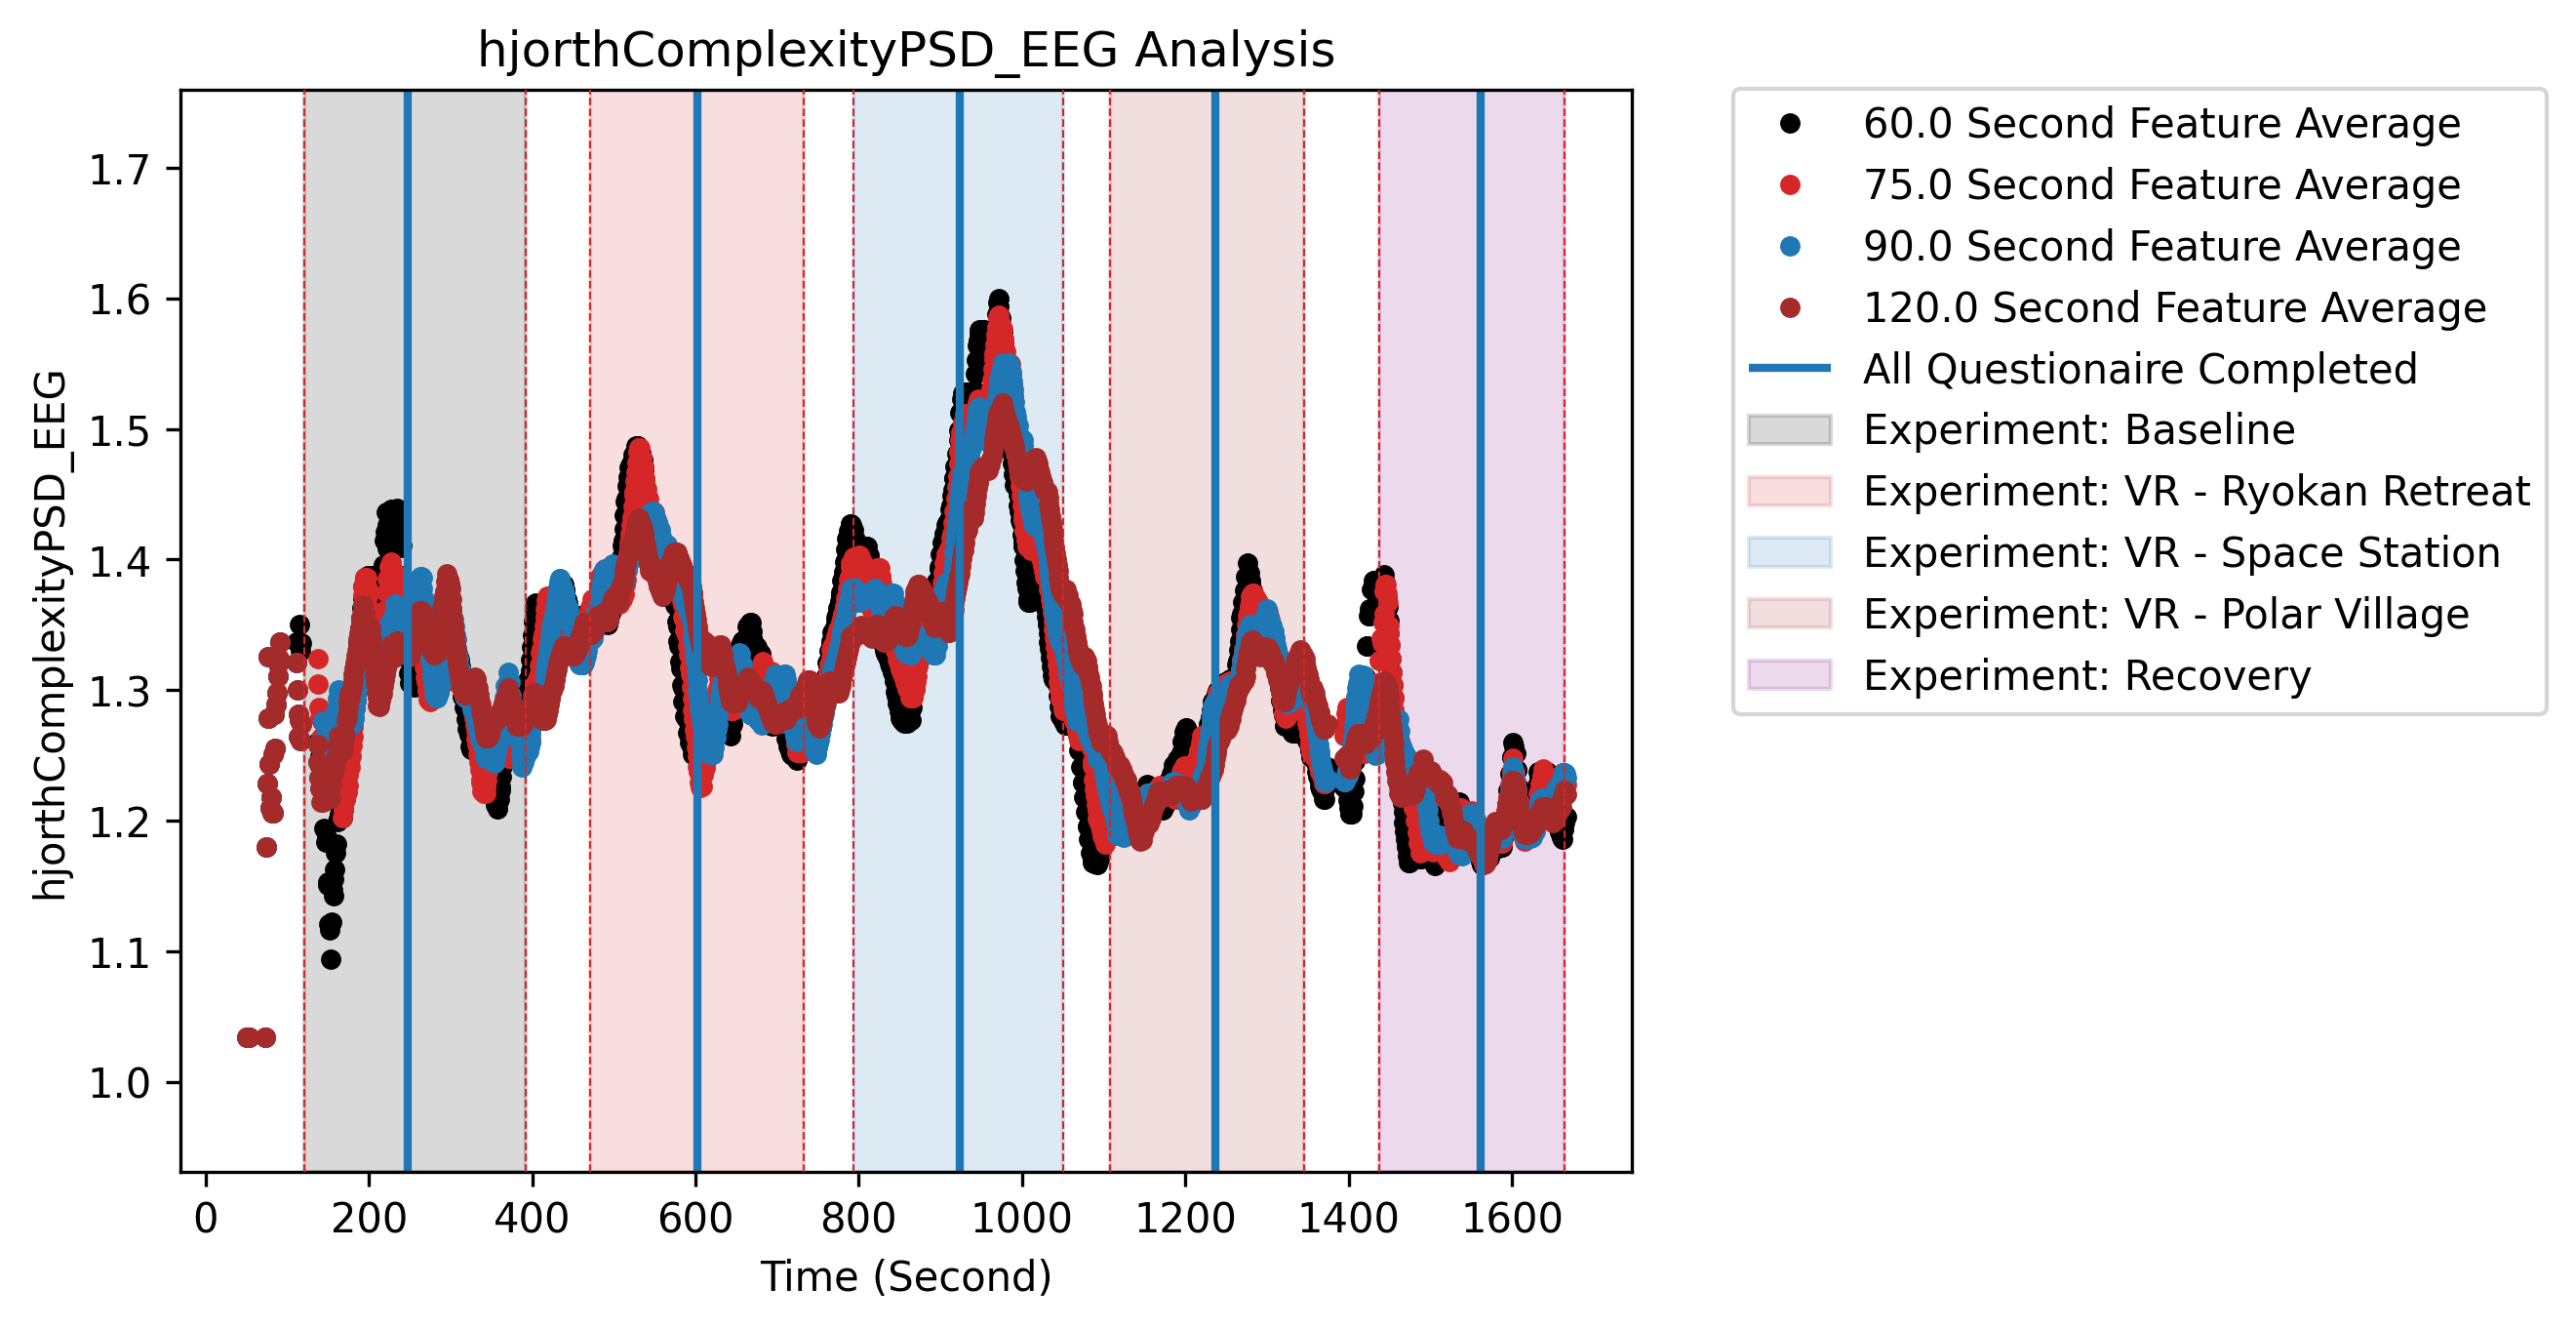 hjorthComplexityPSD_EEG Analysis
hjorthComplexityPSD_EEG
1.7
1.6
1.5
1.4
1.3
1.2
1.1
1.0
0 200 400 600 800 1000 1200 1400 1600
Time (Second)
60.0 Second Feature Average
75.0 Second Feature Average
90.0 Second Feature Average
120.0 Second Feature Average
All Questionaire Completed
Experiment: Baseline
Experiment: VR - Ryokan Retreat
Experiment: VR - Space Station
Experiment: VR - Polar Village
Experiment: Recovery